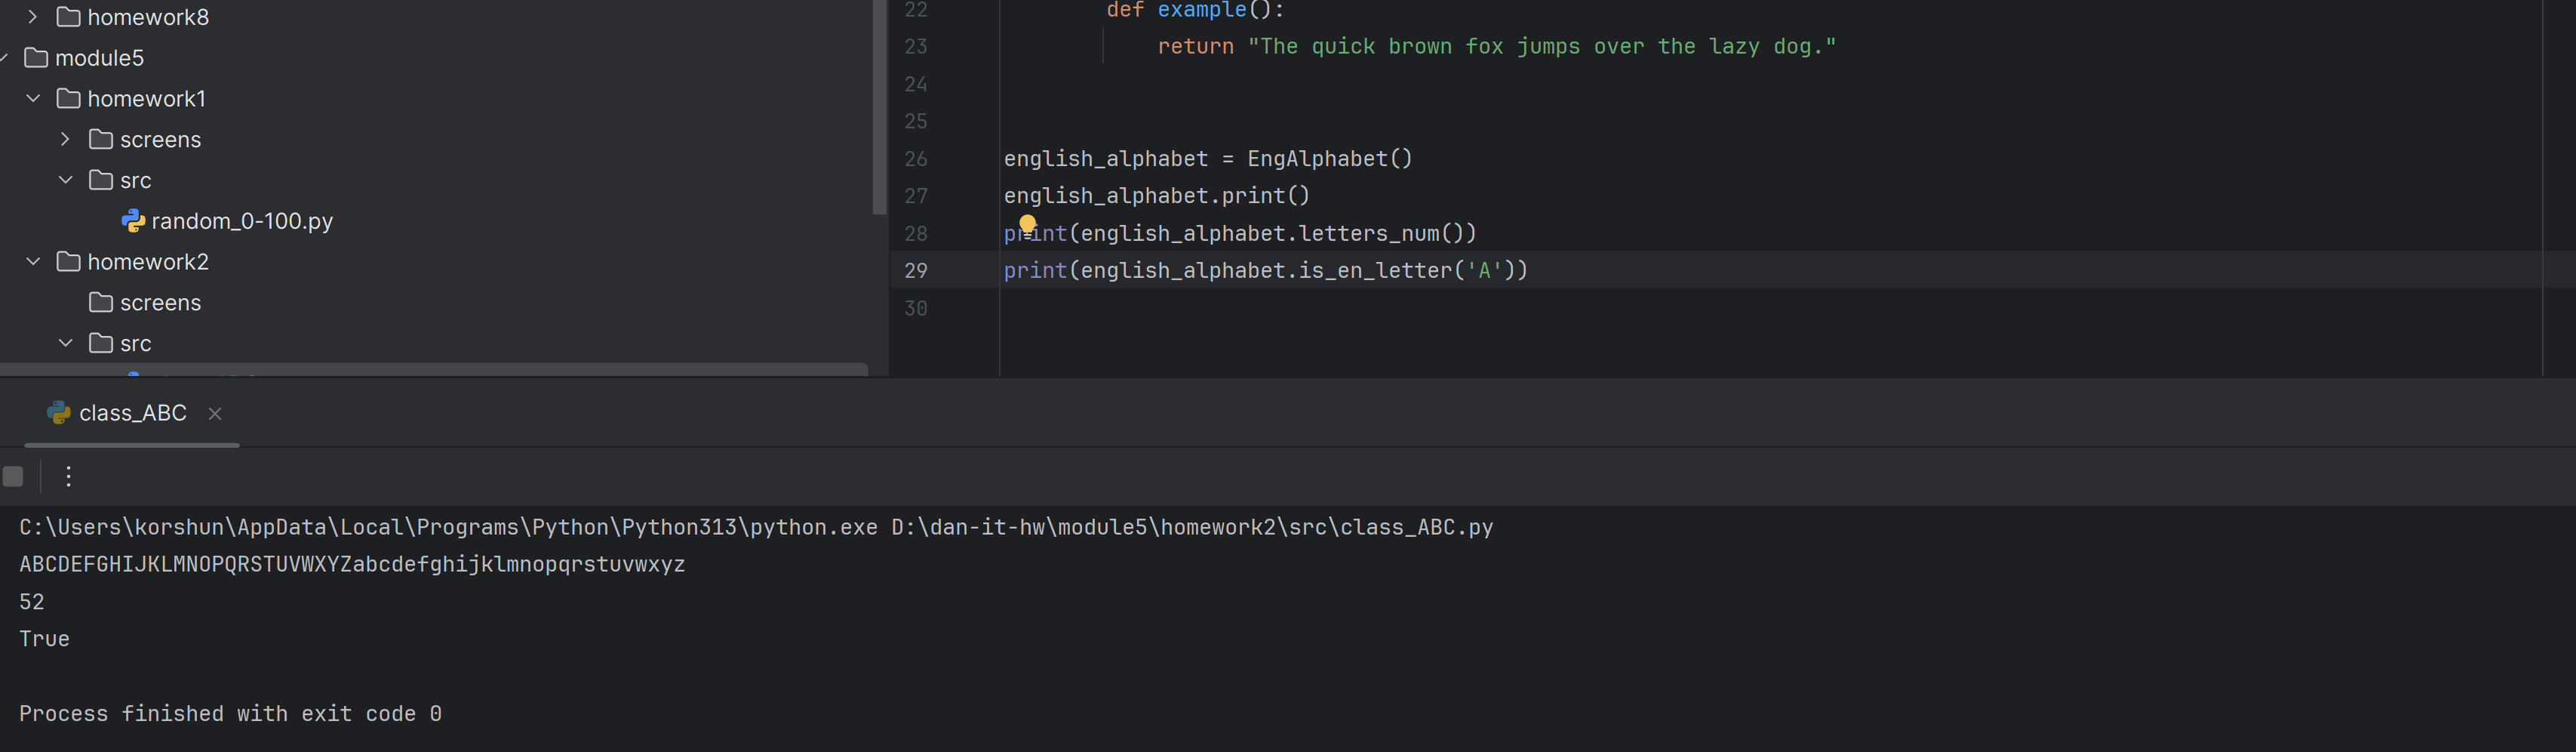 homework8
module5
homework1
screens
src
random_0-100.py
homework2
screens
src
22 def example():
23 return "The quick brown fox jumps over the lazy dog."
24
25
26 english_alphabet = EngAlphabet()
27 english_alphabet.print()
28 print(english_alphabet.letters_num())
29 print(english_alphabet.is_en_letter('A'))
30
class_ABC
C:\Users\korshun\AppData\Local\Programs\Python\Python313\python.exe D:\dan-it-hw\module5\homework2\src\class_ABC.py
ABCDEFGHIJKLMNOPQRSTUVWXYZabcdefghijklmnopqrstuvwxyz
52
True
Process finished with exit code 0